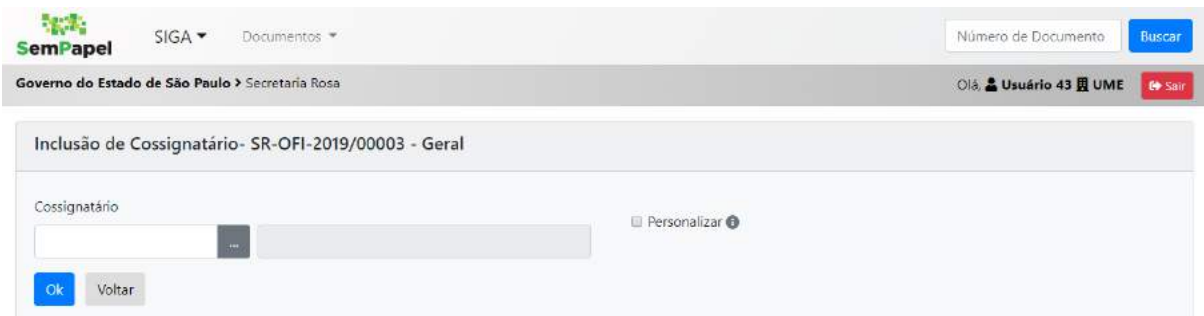 SemPapel
SIGA Documentos Número de Documento Buscar
Governo do Estado de São Paulo > Secretaria Rosa Olá, Usuário 43 UME Sair
Inclusão de Cossignatário- SR-OFI-2019/00003 - Geral
Cossignatário
Personalizar
...
Ok Voltar